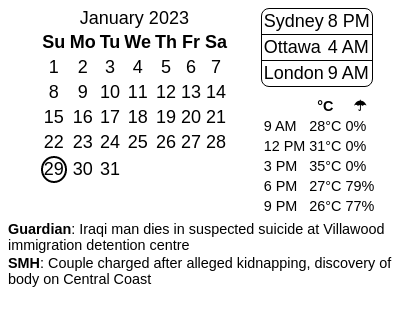 January 2023
Su Mo Tu We Th Fr Sa
1 2 3 4 5 6 7
8 9 10 11 12 13 14
15 16 17 18 19 20 21
22 23 24 25 26 27 28
29 30 31
Sydney 8 PM
Ottawa 4 AM
London 9 AM
°C ☂
9 AM 28°C 0%
12 PM 31°C 0%
3 PM 35°C 0%
6 PM 27°C 79%
9 PM 26°C 77%
Guardian: Iraqi man dies in suspected suicide at Villawood
immigration detention centre
SMH: Couple charged after alleged kidnapping, discovery of
body on Central Coast